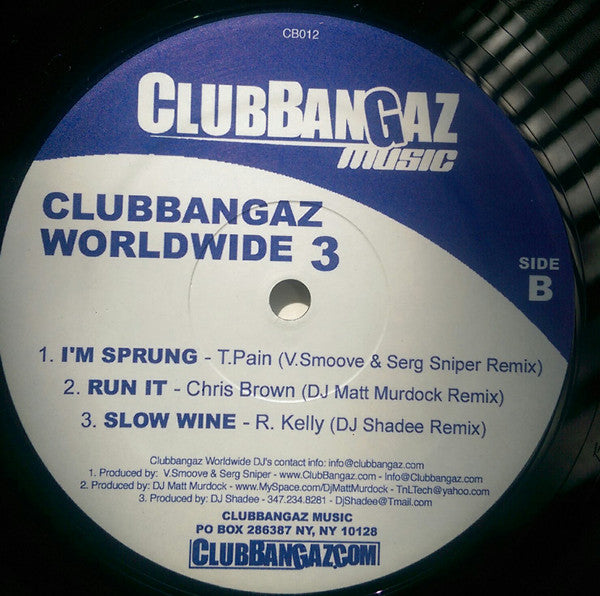 CB012
CLUBBANGAZ
MUSIC
CLUBBANGAZ
WORLDWIDE 3
SIDE
B
1. I'M SPRUNG - T.Pain (V.Smoove & Serg Sniper Remix)
2. RUN IT - Chris Brown (DJ Matt Murdock Remix)
3. SLOW WINE - R. Kelly (DJ Shadee Remix)
Clubbangaz Worldwide DJ's contact info: info@clubbangaz.com
1. Produced by: V.Smoove & Serg Sniper - www.ClubBangaz.com - Info@Clubbangaz.com
2. Produced by: DJ Matt Murdock - www.MySpace.com/DjMattMurdock - TnLTech@yahoo.com
3. Produced by: DJ Shadee - 347.234.8281 - DjShadee@Tmail.com
CLUBBANGAZ MUSIC
PO BOX 286387 NY, NY 10128
CLUBBANGAZ.COM